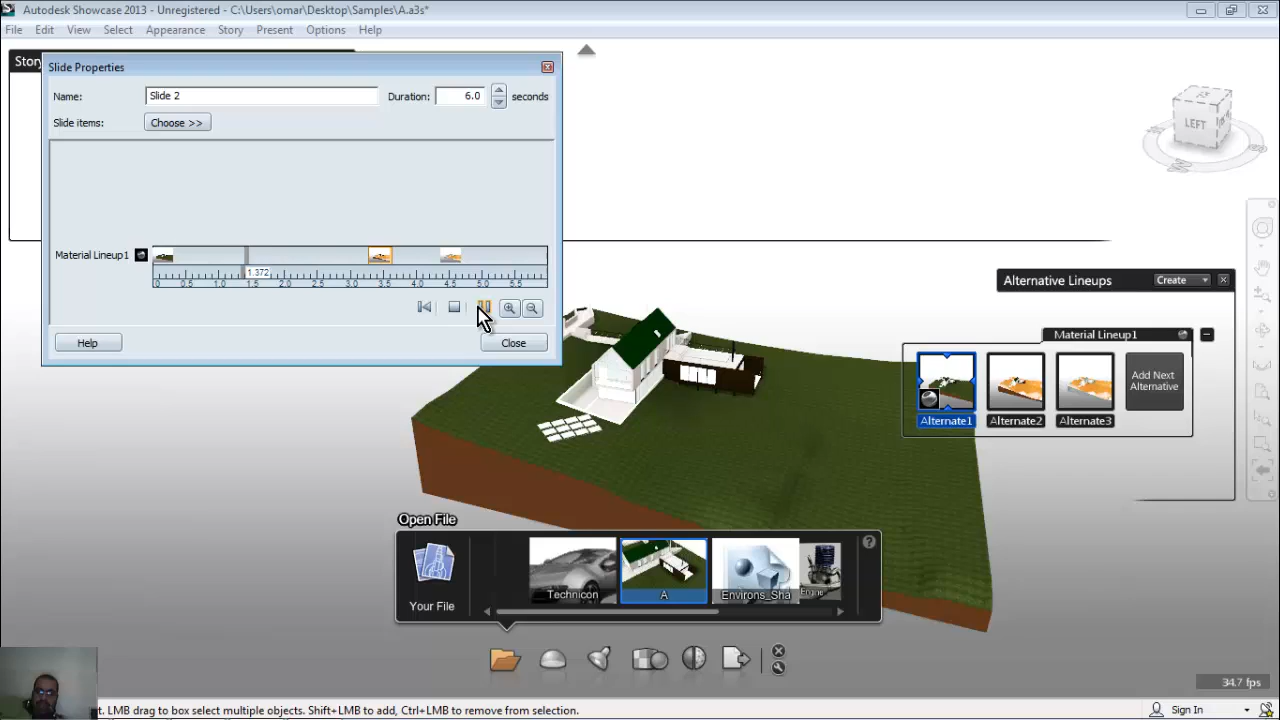 Autodesk Showcase 2013 - Unregistered - C:\Users\omar\Desktop\Samples\A.a3s*
File Edit View Select Appearance Story Present Options Help
Story
Slide Properties
Name: Slide 2 Duration: 6.0 seconds
Slide items: Choose >>
Material Lineup1
1.372
0 0.5 1.0 1.5 2.0 2.5 3.0 3.5 4.0 4.5 5.0 5.5
Help Close
LEFT
Alternative Lineups Create
Material Lineup1
Add Next
Alternative
Alternate1 Alternate2 Alternate3
Open File
Your File
Technicon A Environs_Sha Engine
34.7 fps
t. LMB drag to box select multiple objects. Shift+LMB to add, Ctrl+LMB to remove from selection.
Sign In